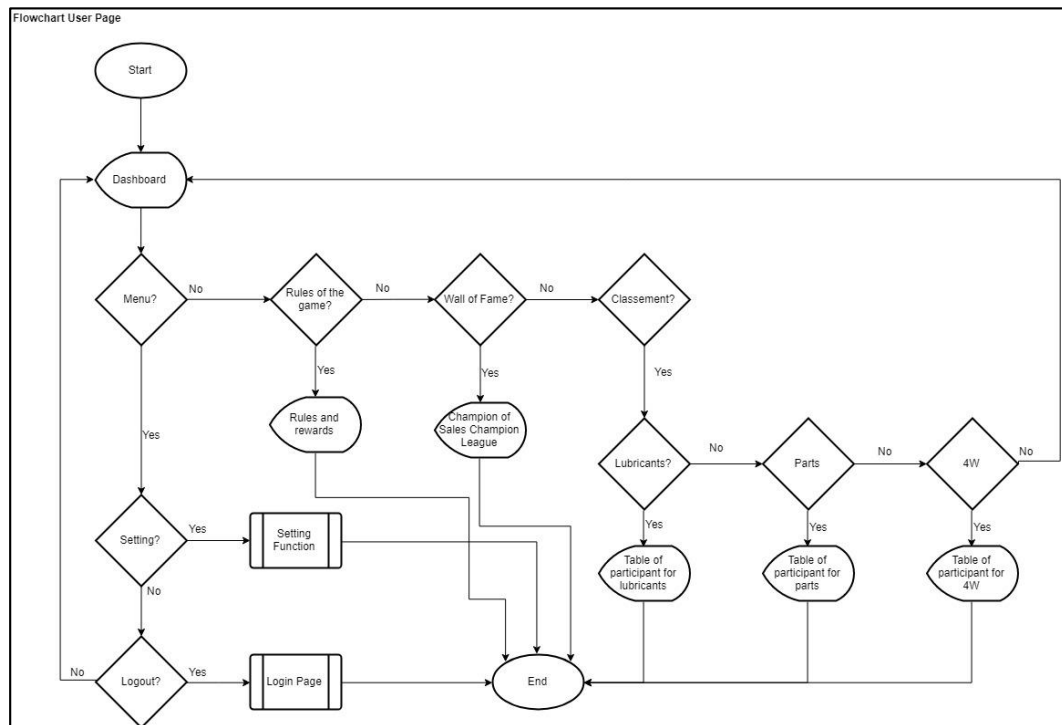 Flowchart User Page
Start
Dashboard
Menu?
No
Rules of the
game?
No
Wall of Fame?
No
Classement?
Yes
Yes
Yes
Yes
Rules and
rewards
Champion of
Sales Champion
League
Lubricants?
No
Parts
No
4W
No
Setting?
Yes
Setting
Function
Yes
Yes
Yes
Table of
participant for
lubricants
Table of
participant for
parts
Table of
participant for
4W
No
No
Logout?
Yes
Login Page
End